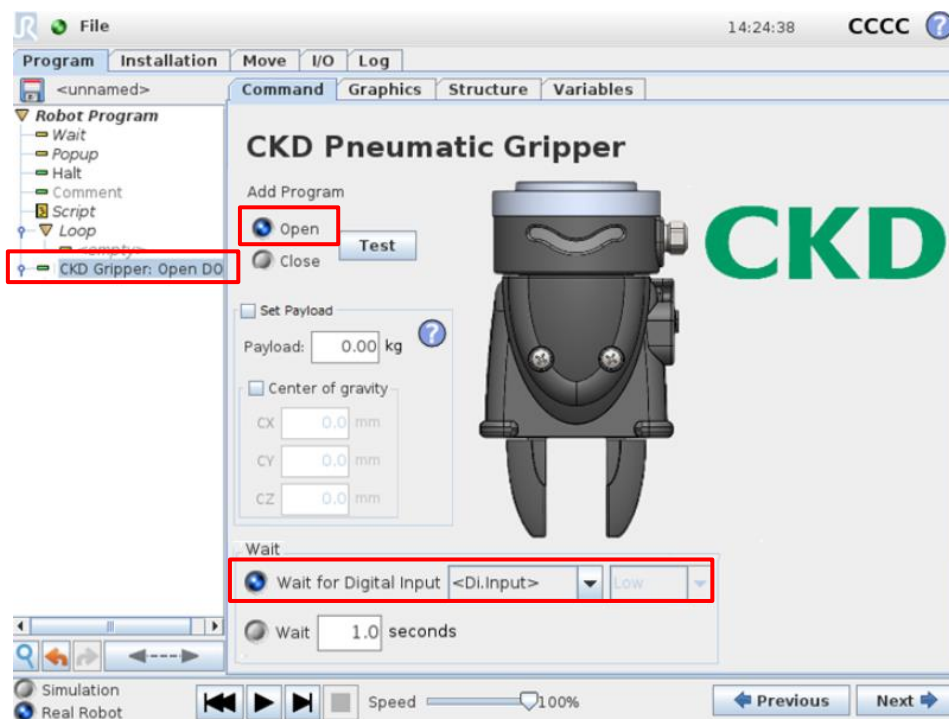 File 14:24:38 CCCC ?
Program Installation Move I/O Log
<unnamed> Command Graphics Structure Variables
Robot Program
Wait
Popup
Halt
Comment
Script
Loop
<empty>
CKD Gripper: Open DO
CKD Pneumatic Gripper
Add Program
Open
Close
Test
CKD
Set Payload
Payload: 0.00 kg ?
Center of gravity
CX 0.0 mm
CY 0.0 mm
CZ 0.0 mm
Wait
Wait for Digital Input <Di.Input> Low
Wait 1.0 seconds
Simulation
Real Robot
Speed 100%
Previous Next